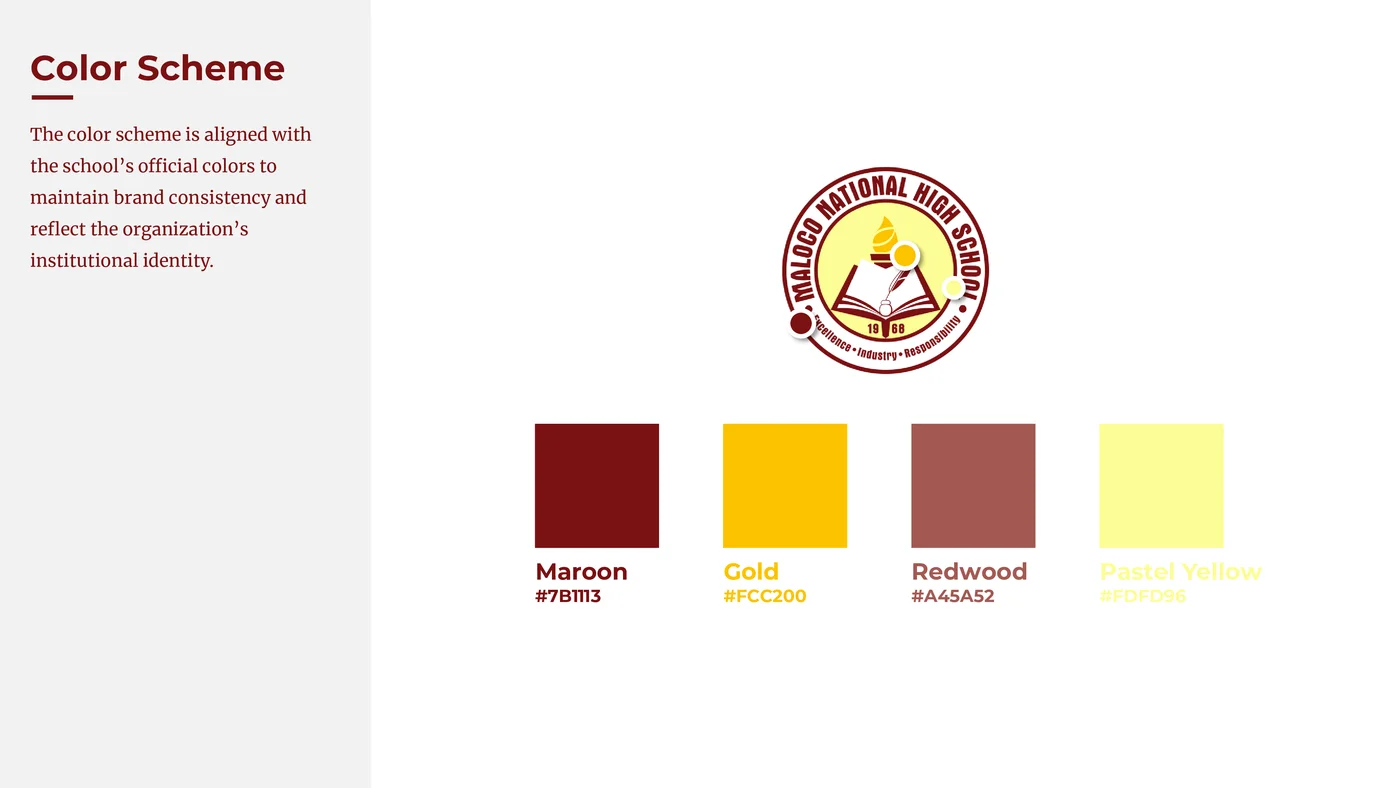 Color Scheme
The color scheme is aligned with
the school’s official colors to
maintain brand consistency and
reflect the organization’s
institutional identity.
MALOCO NATIONAL HIGH SCHOOL
19 68
Excellence • Industry • Responsibility
Maroon
#7B1113
Gold
#FCC200
Redwood
#A45A52
Pastel Yellow
#FDFD96